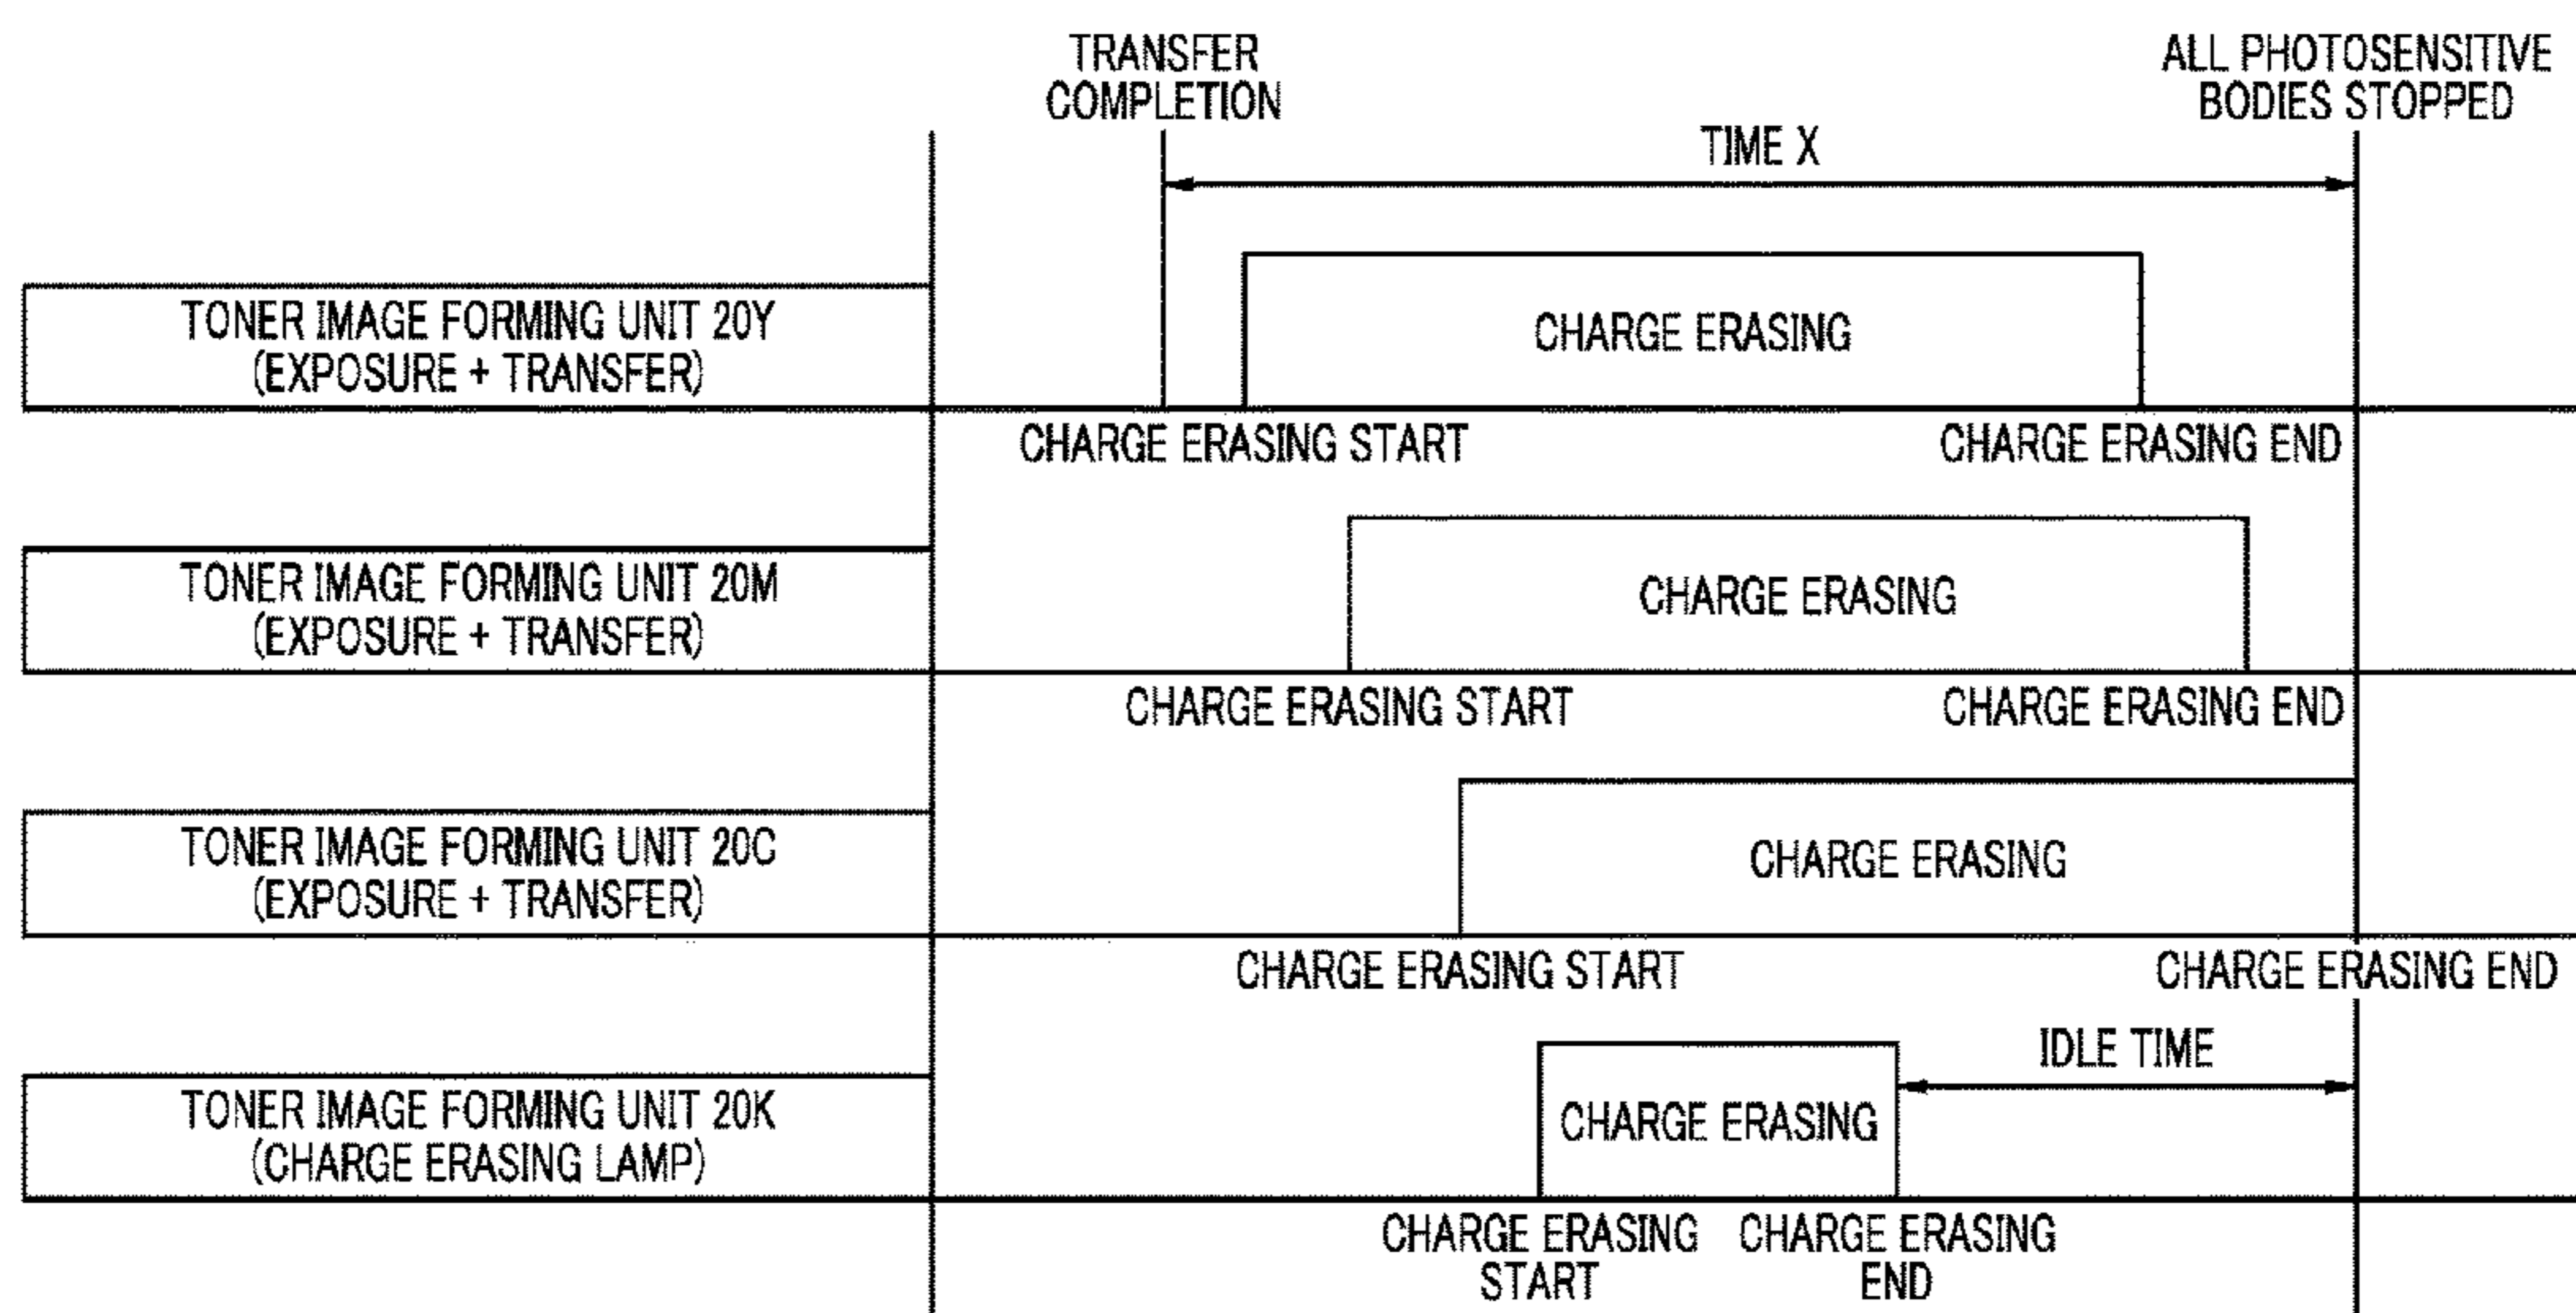 TRANSFER
COMPLETION
ALL PHOTOSENSITIVE
BODIES STOPPED
TIME X
TONER IMAGE FORMING UNIT 20Y
(EXPOSURE + TRANSFER)
CHARGE ERASING
CHARGE ERASING START
CHARGE ERASING END
TONER IMAGE FORMING UNIT 20M
(EXPOSURE + TRANSFER)
CHARGE ERASING
CHARGE ERASING START
CHARGE ERASING END
TONER IMAGE FORMING UNIT 20C
(EXPOSURE + TRANSFER)
CHARGE ERASING
CHARGE ERASING START
CHARGE ERASING END
IDLE TIME
TONER IMAGE FORMING UNIT 20K
(CHARGE ERASING LAMP)
CHARGE ERASING
CHARGE ERASING
START
CHARGE ERASING
END